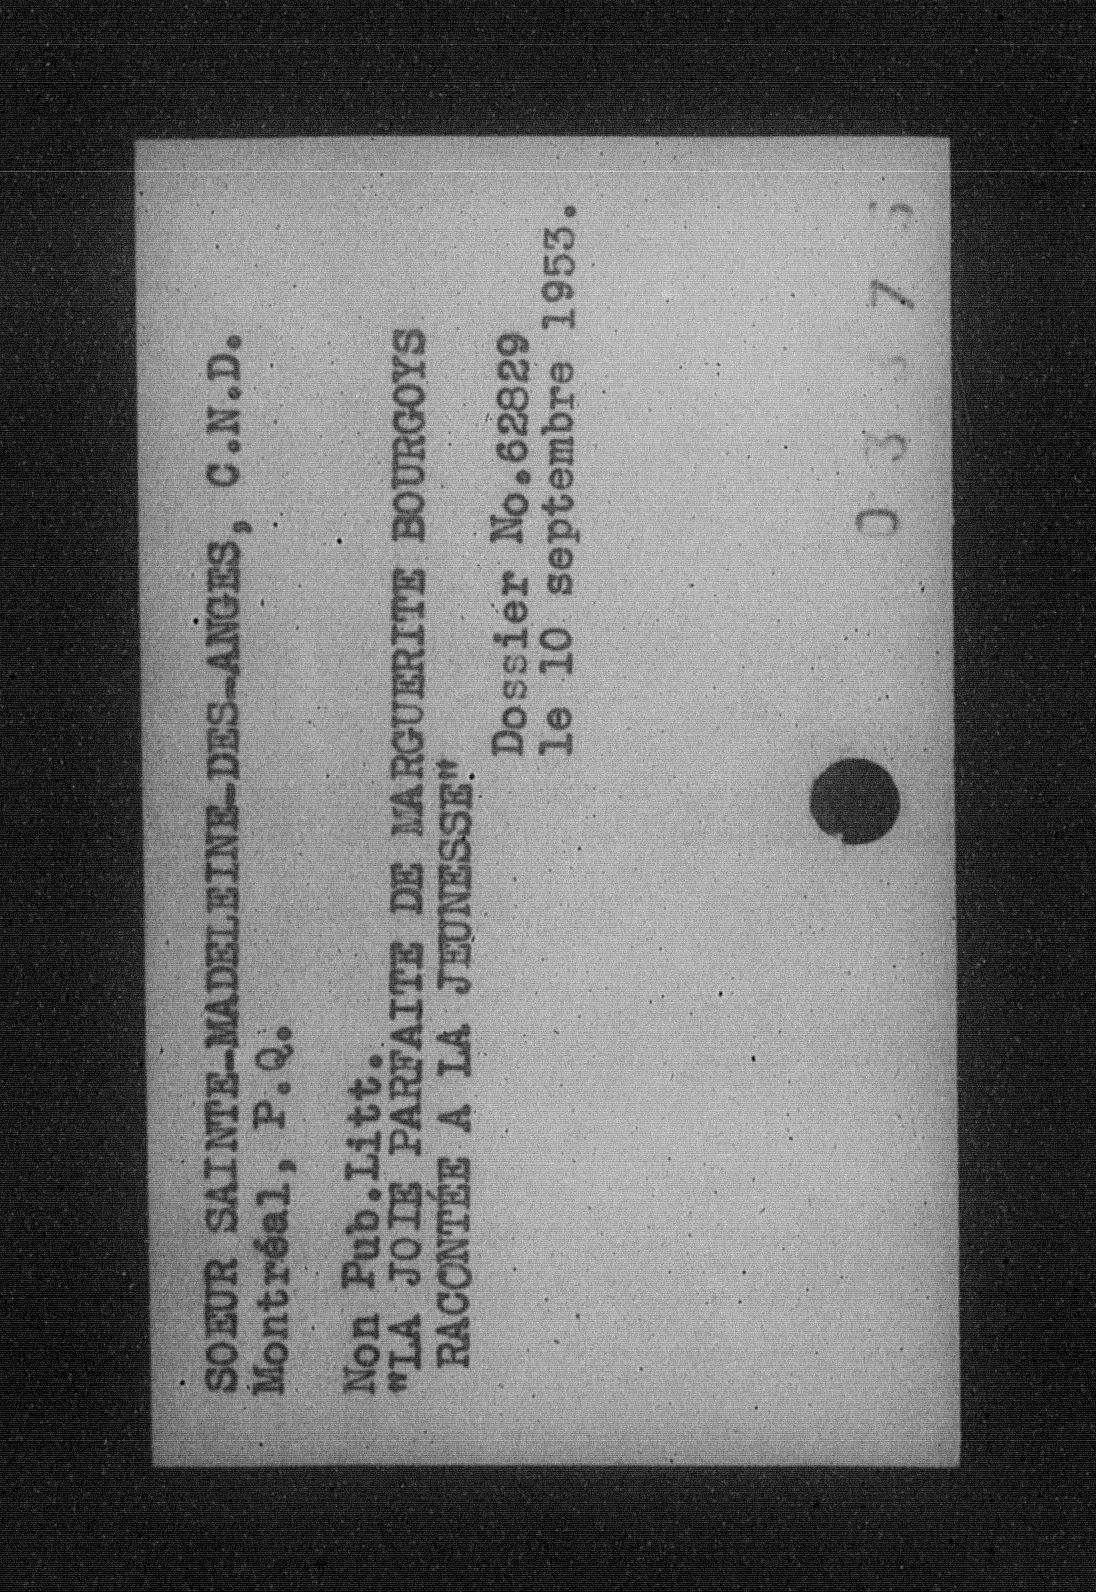 SOEUR SAINTE-MADELEINE-DES-ANGES, C.N.D.
Montréal, P.Q.
Non Pub.Litt.
"LA JOIE PARFAITE DE MARGUERITE BOURGOYS
RACONTÉE A LA JEUNESSE".
Dossier No.62829
le 10 septembre 1953.